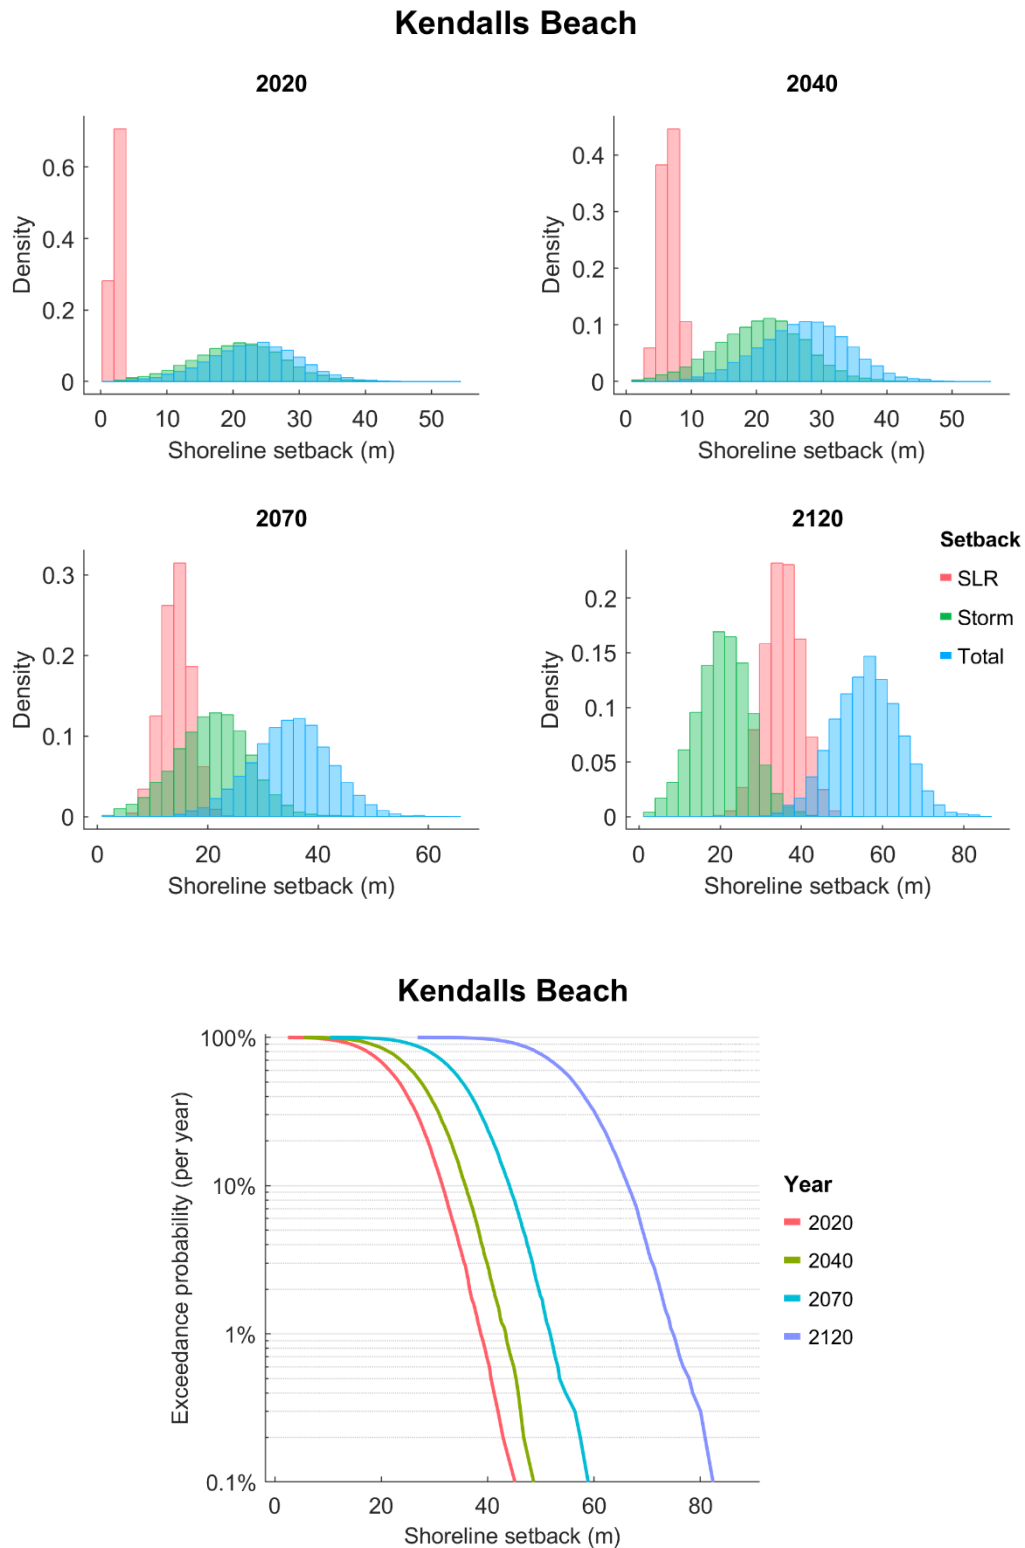 Kendalls Beach
2020
2040
0.6
0.4
0.2
0
Density
0 10 20 30 40 50
Shoreline setback (m)
0.4
0.3
0.2
0.1
0
Density
0 10 20 30 40 50
Shoreline setback (m)
2070
2120
0.3
0.2
0.1
0
Density
0 20 40 60
Shoreline setback (m)
0.2
0.15
0.1
0.05
0
Density
0 20 40 60 80
Shoreline setback (m)
Setback
SLR
Storm
Total
Kendalls Beach
100%
10%
1%
0.1%
Exceedance probability (per year)
0 20 40 60 80
Shoreline setback (m)
Year
2020
2040
2070
2120